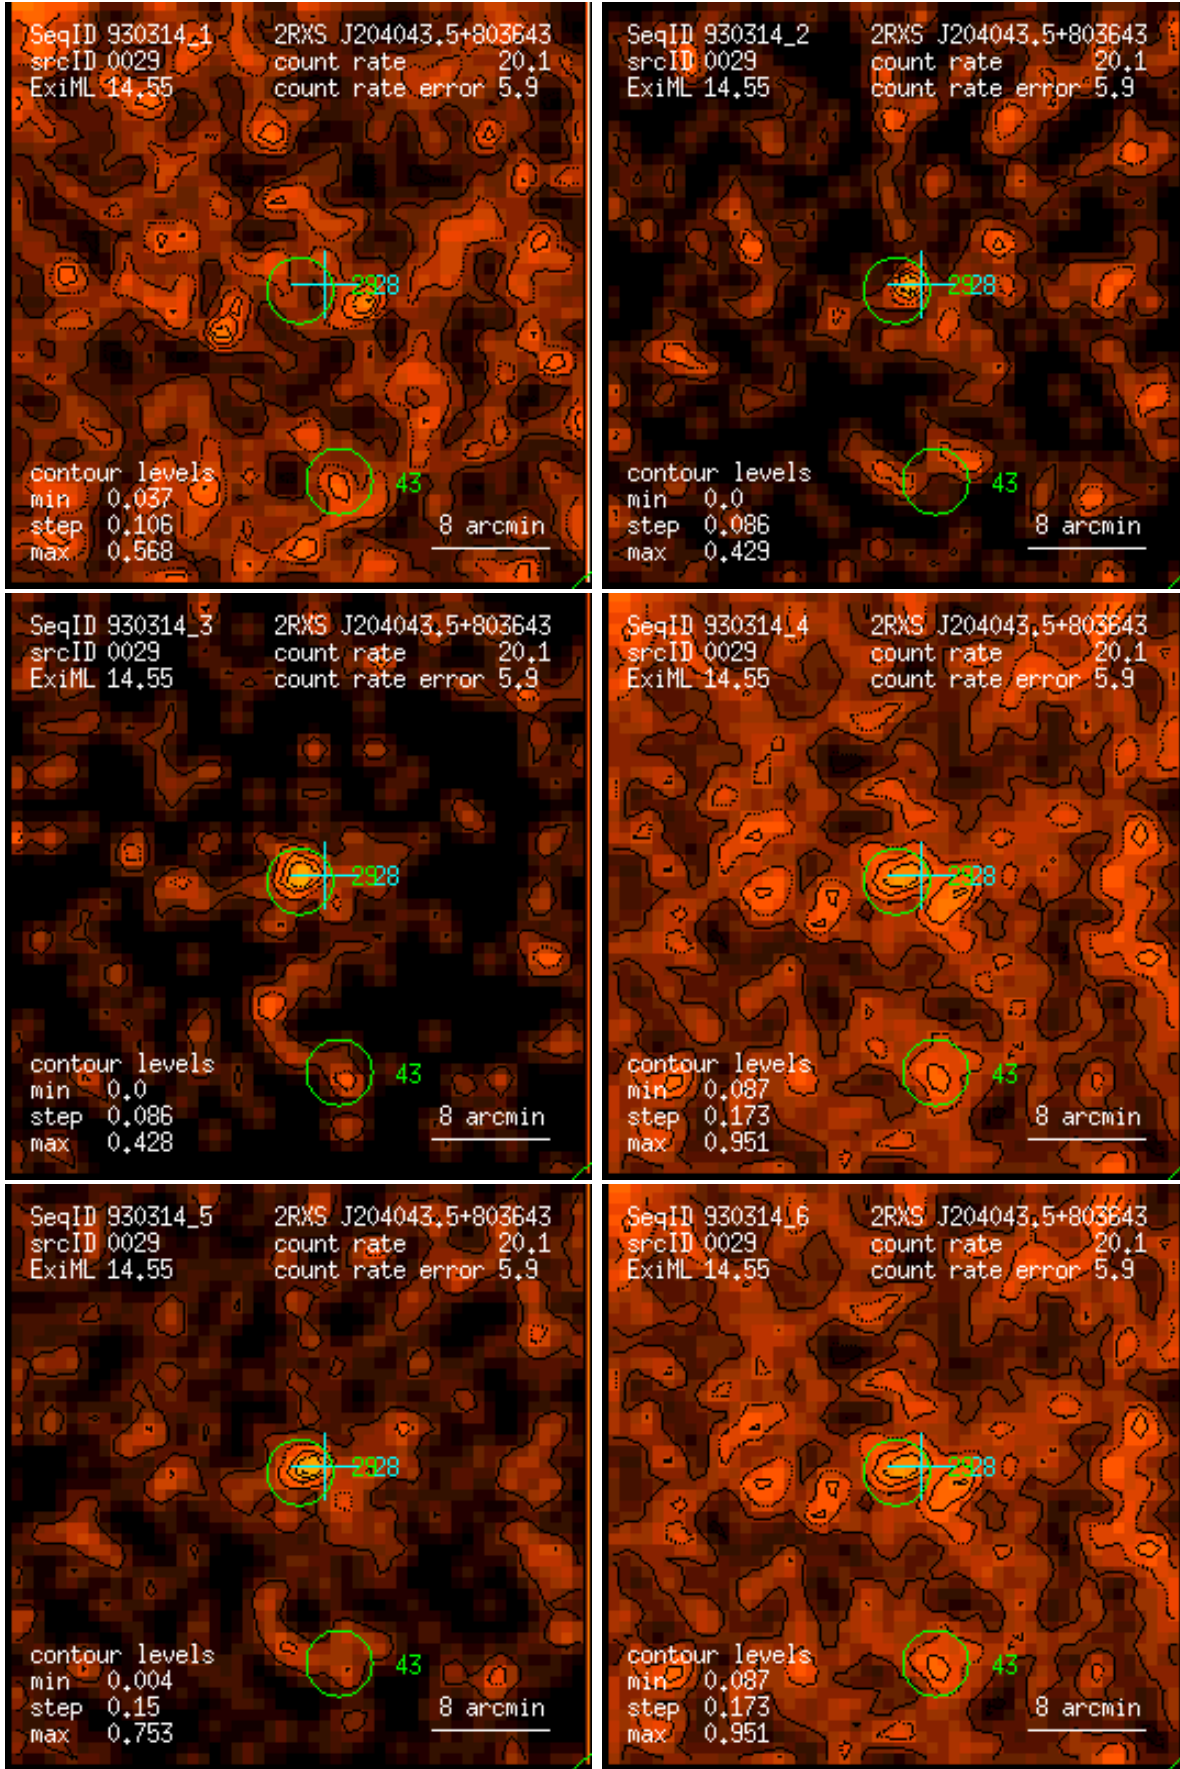 SeqID 930314_1 2RXS J204043.5+803643
srcID 0029 count rate 20.1
ExiML 14.55 count rate error 5.9
2928
43
contour levels
min 0.037
step 0.106
max 0.568
8 arcmin
SeqID 930314_2 2RXS J204043.5+803643
srcID 0029 count rate 20.1
ExiML 14.55 count rate error 5.9
2928
43
contour levels
min 0.0
step 0.086
max 0.429
8 arcmin
SeqID 930314_3 2RXS J204043.5+803643
srcID 0029 count rate 20.1
ExiML 14.55 count rate error 5.9
2928
43
contour levels
min 0.0
step 0.086
max 0.428
8 arcmin
SeqID 930314_4 2RXS J204043.5+803643
srcID 0029 count rate 20.1
ExiML 14.55 count rate error 5.9
2928
43
contour levels
min 0.087
step 0.173
max 0.951
8 arcmin
SeqID 930314_5 2RXS J204043.5+803643
srcID 0029 count rate 20.1
ExiML 14.55 count rate error 5.9
2928
43
contour levels
min 0.004
step 0.15
max 0.753
8 arcmin
SeqID 930314_6 2RXS J204043.5+803643
srcID 0029 count rate 20.1
ExiML 14.55 count rate error 5.9
2928
43
contour levels
min 0.087
step 0.173
max 0.951
8 arcmin